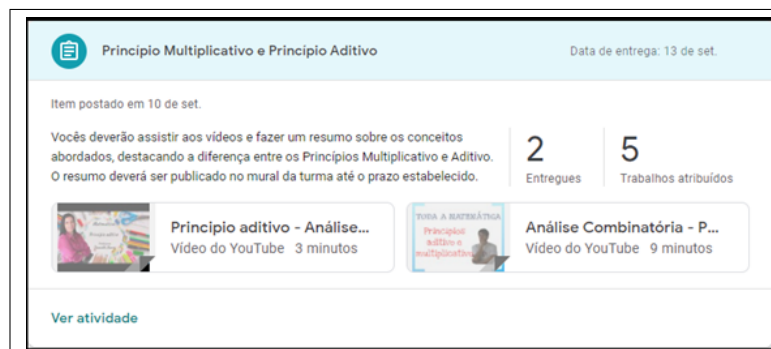 Princípio Multiplicativo e Princípio Aditivo
Data de entrega: 13 de set.
Item postado em 10 de set.
Vocês deverão assistir aos vídeos e fazer um resumo sobre os conceitos
abordados, destacando a diferença entre os Princípios Multiplicativo e Aditivo.
O resumo deverá ser publicado no mural da turma até o prazo estabelecido.
2
Entregues
5
Trabalhos atribuídos
Principio aditivo - Análise...
Vídeo do YouTube 3 minutos
TODA A MATEMÁTICA
Princípios
aditivo e
multiplicativo
Análise Combinatória - P...
Vídeo do YouTube 9 minutos
Ver atividade